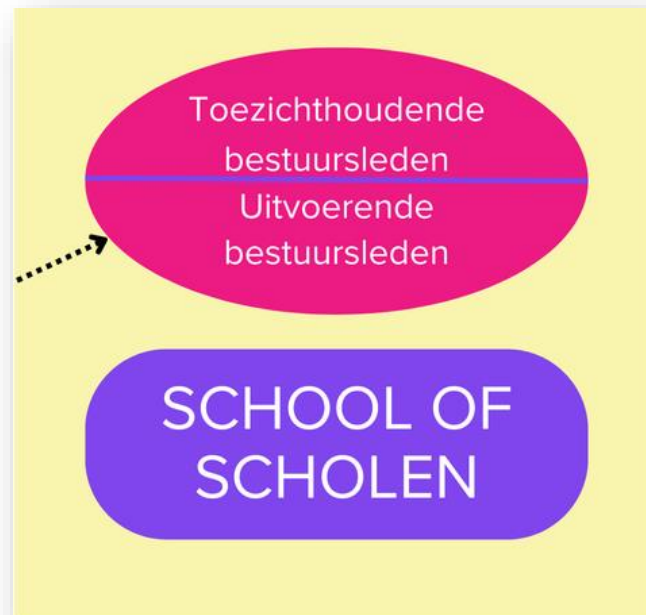 Toezichthoudende
bestuursleden
Uitvoerende
bestuursleden
SCHOOL OF
SCHOLEN